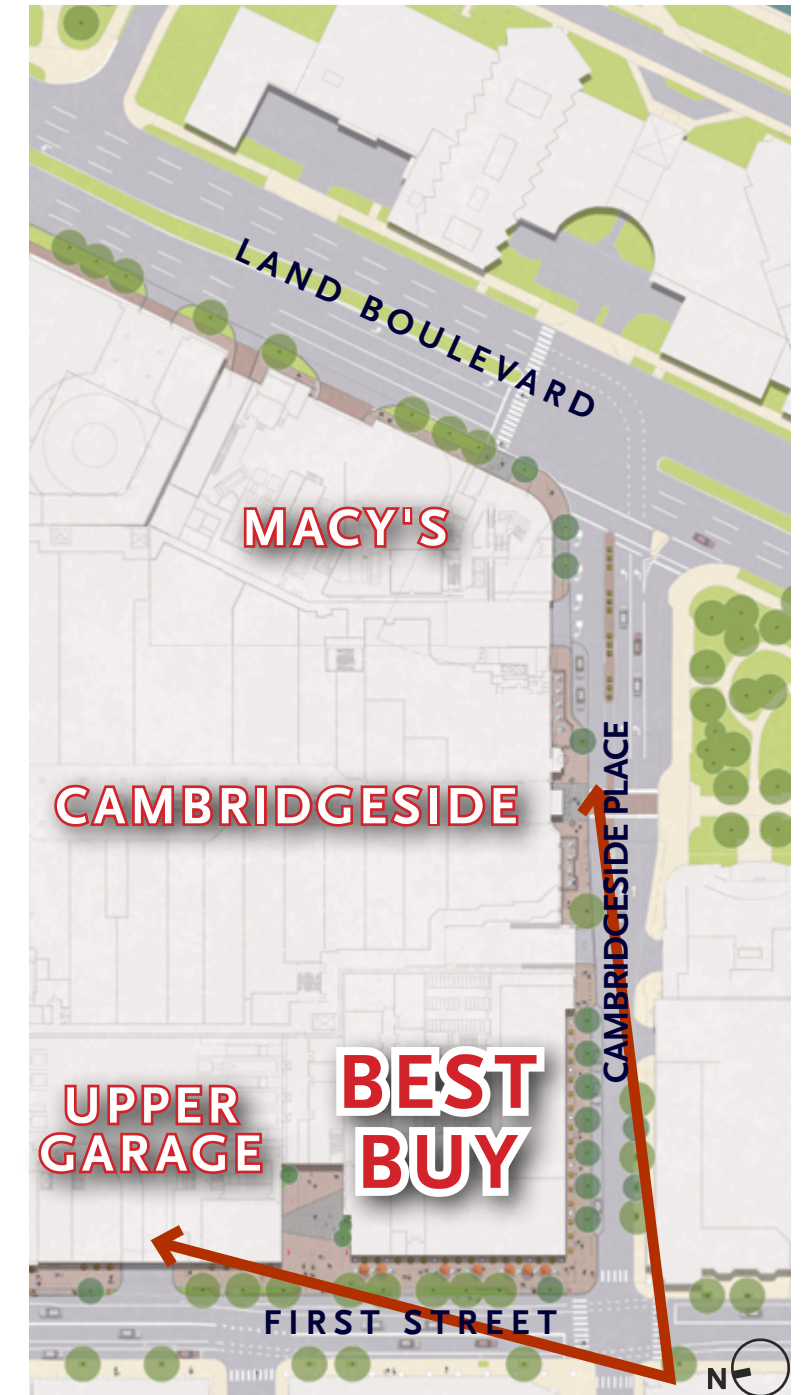 LAND BOULEVARD
MACY'S
CAMBRIDGESIDE
CAMBRIDGESIDE PLACE
BEST
BUY
UPPER
GARAGE
FIRST STREET
N